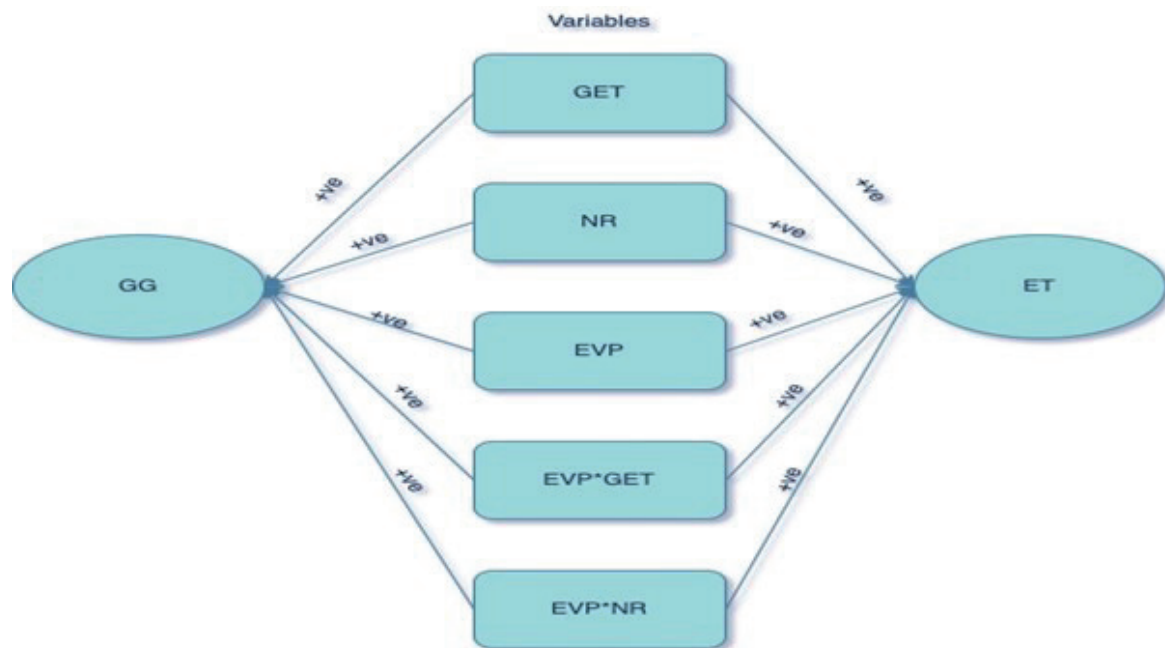 Variables
GET
+ve
+ve
NR
+ve
+ve
GG
ET
+ve
EVP
+ve
+ve
+ve
EVP*GET
+ve
+ve
EVP*NR